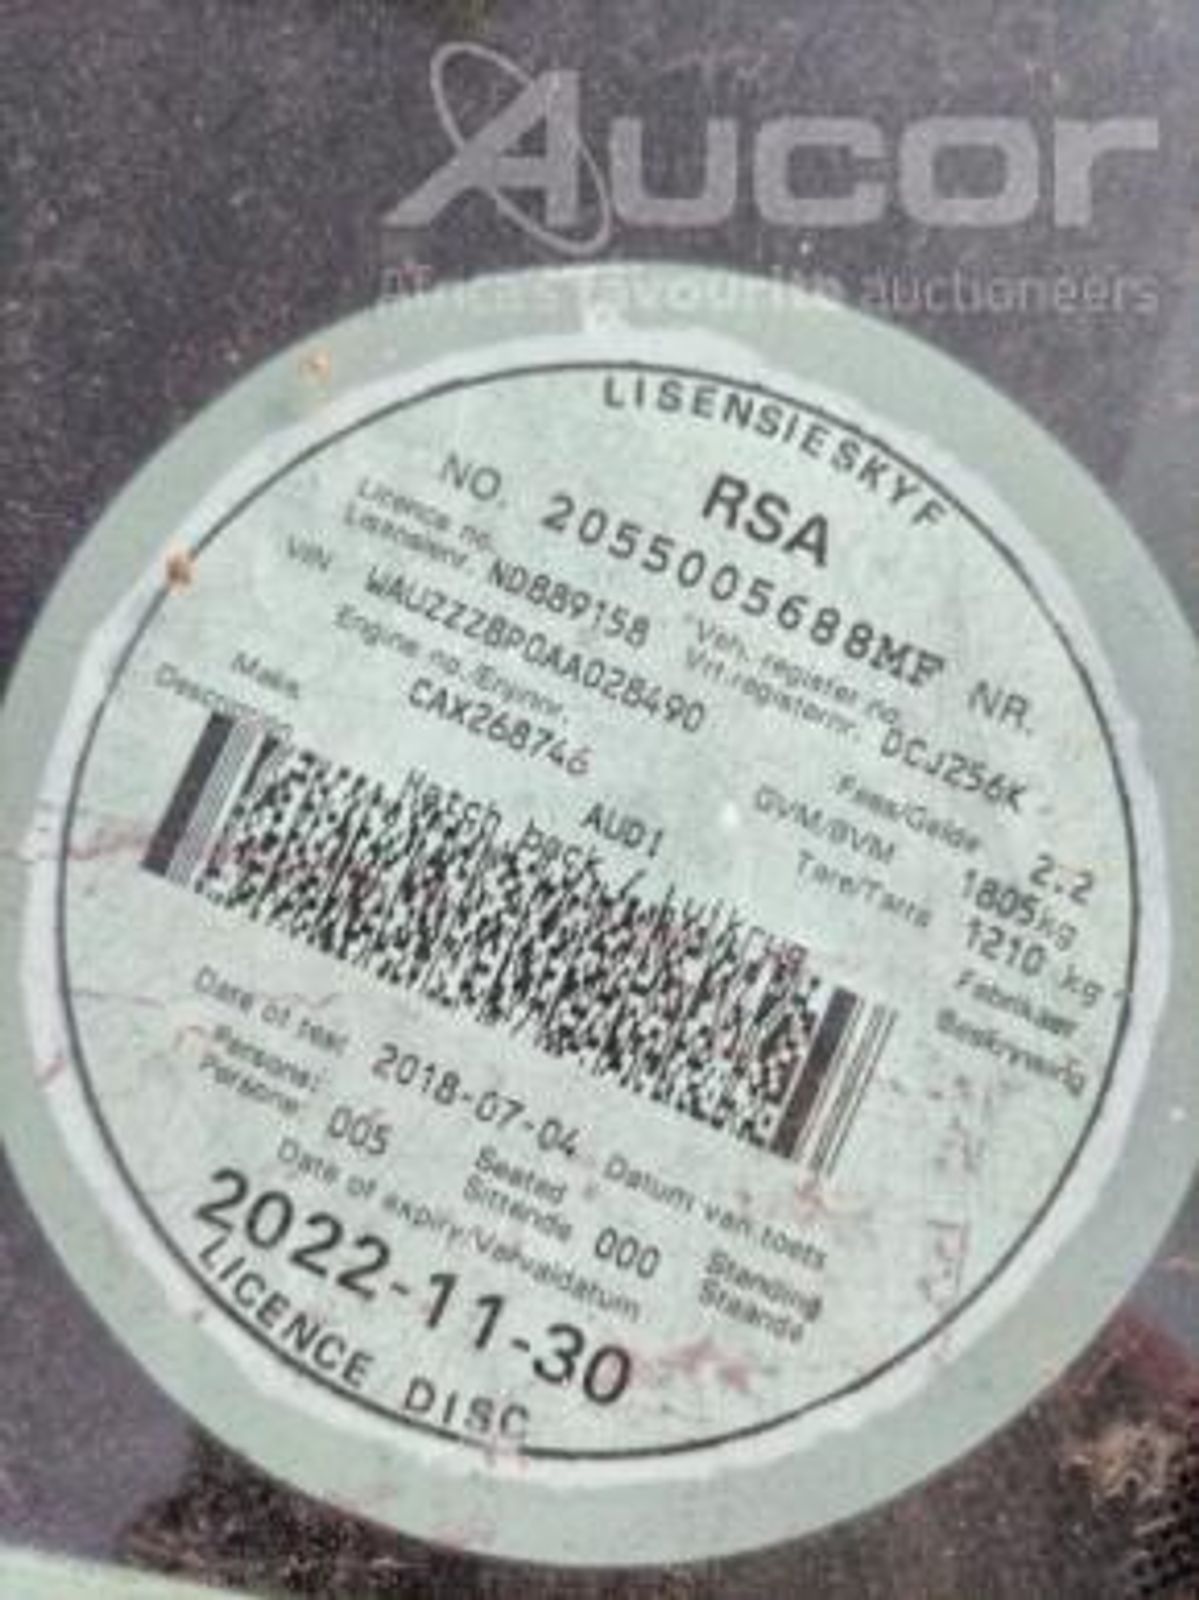 Aucor
Africa's favourite auctioneers
LISENSIESKYF
RSA
NO. 2055005688MF NR.
Licence no. Veh. register no.
Lisensienr. ND889158 Vrt.registernr. DCJ256K
VIN WAUZZZ8P0AA028490 Fees/Gelde 2.2
Engine no./Enjinnr. GVM/BVM 1805kg
CAX268746 Tare/Tarra 1210 kg
Make AUDI Fabrikaat
Description Hatch back / Luikrug Beskrywing
Date of test 2018-07-04 Datum van toets
Persons: Seated Standing
Persone: 005 Sittende 000 Staande
Date of expiry/Vervaldatum
2022-11-30
LICENCE DISC